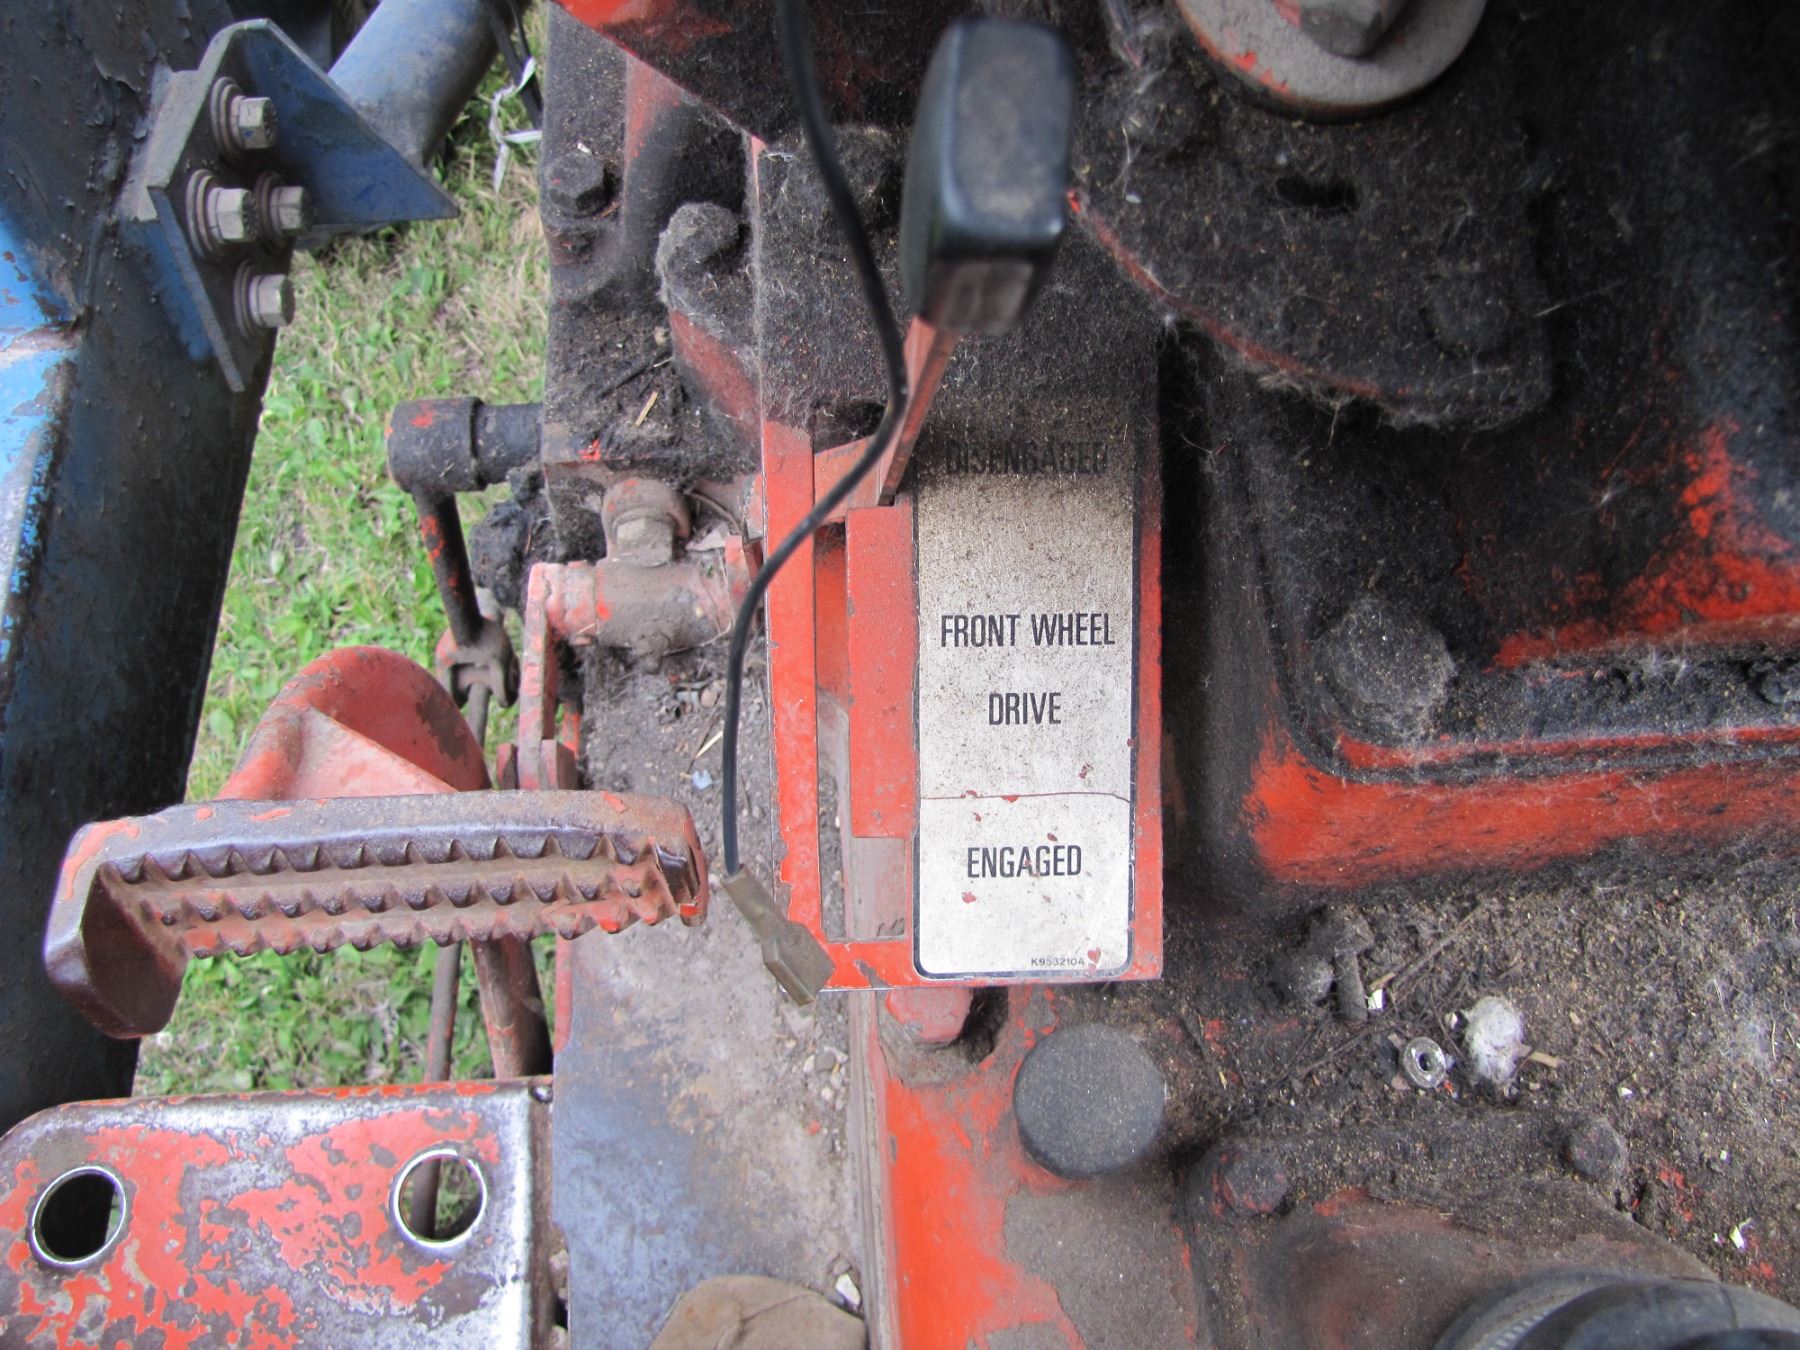 DISENGAGED
FRONT WHEEL
DRIVE
ENGAGED
K953210A